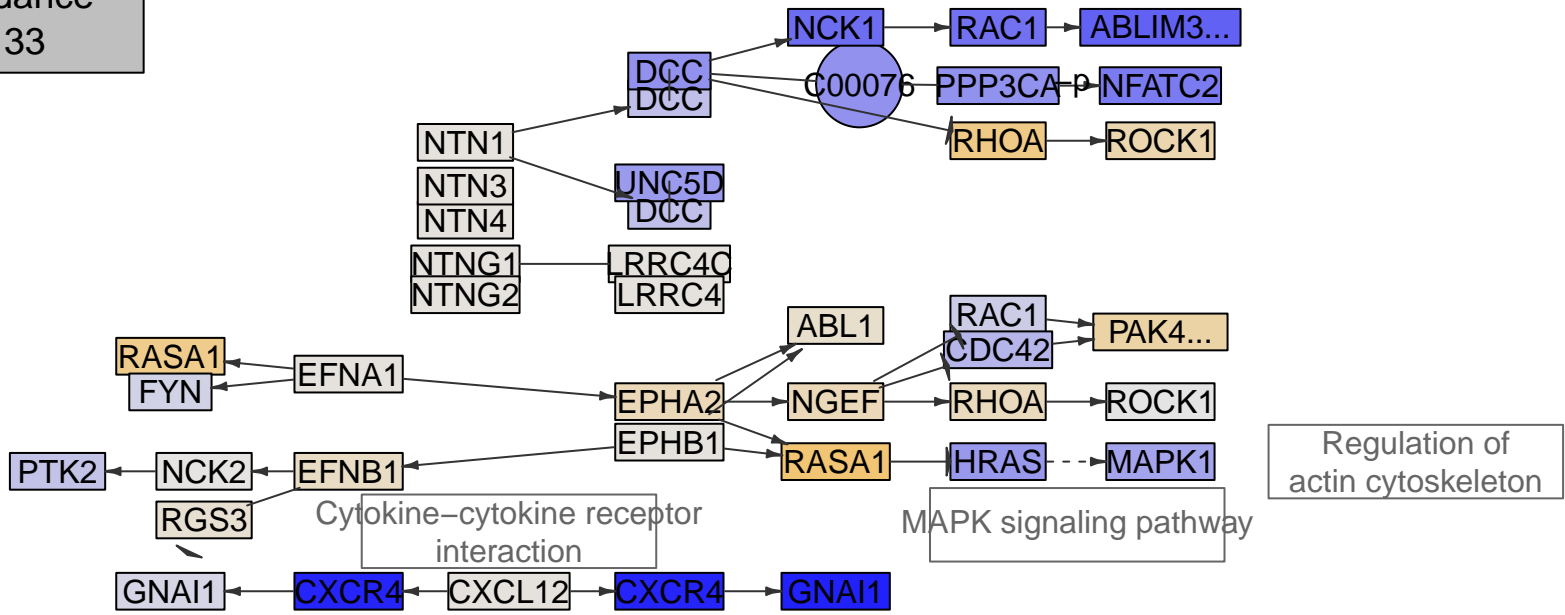 33
NCK1
RAC1
ABLIM3...
DCC
DCC
C00076
PPP3CA
–p
NFATC2
NTN1
RHOA
ROCK1
NTN3
NTN4
UNC5D
DCC
NTNG1
NTNG2
LRRC4C
LRRC4
ABL1
RAC1
CDC42
PAK4...
RASA1
FYN
EFNA1
EPHA2
EPHB1
NGEF
RHOA
ROCK1
PTK2
NCK2
EFNB1
RASA1
HRAS
MAPK1
Regulation of
actin cytoskeleton
RGS3
Cytokine–cytokine receptor
interaction
MAPK signaling pathway
GNAI1
CXCR4
CXCL12
CXCR4
GNAI1